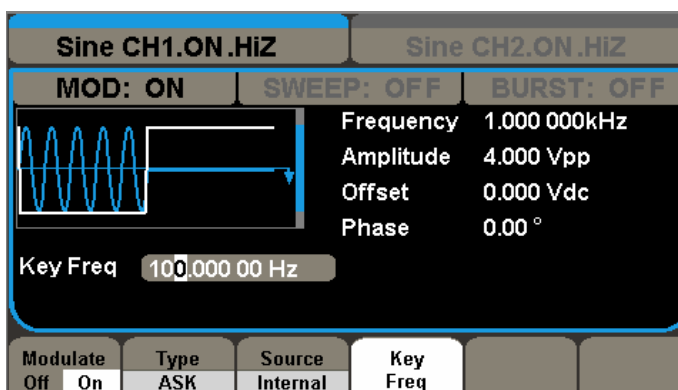 Sine CH1.ON.HiZ
Sine CH2.ON.HiZ
MOD: ON
SWEEP: OFF
BURST: OFF
Frequency 1.000 000kHz
Amplitude 4.000 Vpp
Offset 0.000 Vdc
Phase 0.00 °
Key Freq 100.000 00 Hz
Modulate
Off On
Type
ASK
Source
Internal
Key
Freq